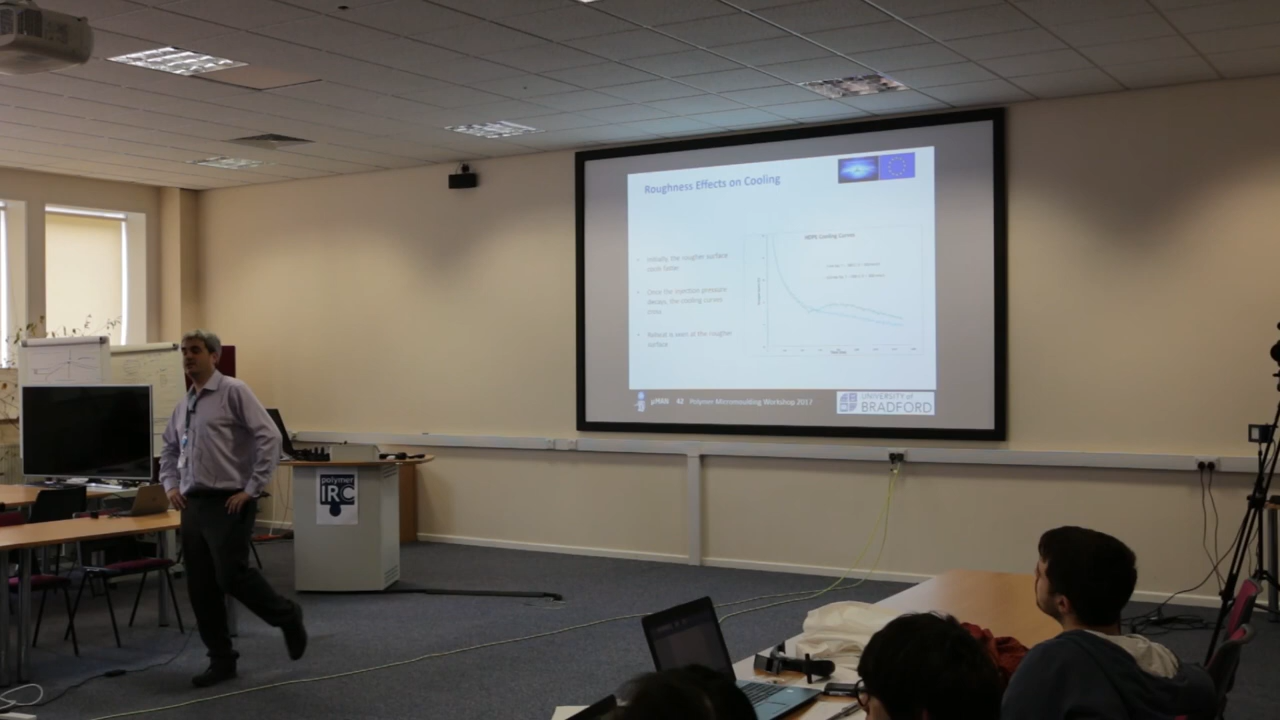 Roughness Effects on Cooling
HDPE Cooling Curves
Initially, the rougher surface
cools faster
Once the injection pressure
decays, the cooling curves
cross
Reheat is seen at the rougher
surface
µMAN 42 Polymer Micromoulding Workshop 2017
UNIVERSITY of
BRADFORD
polymer
IRC